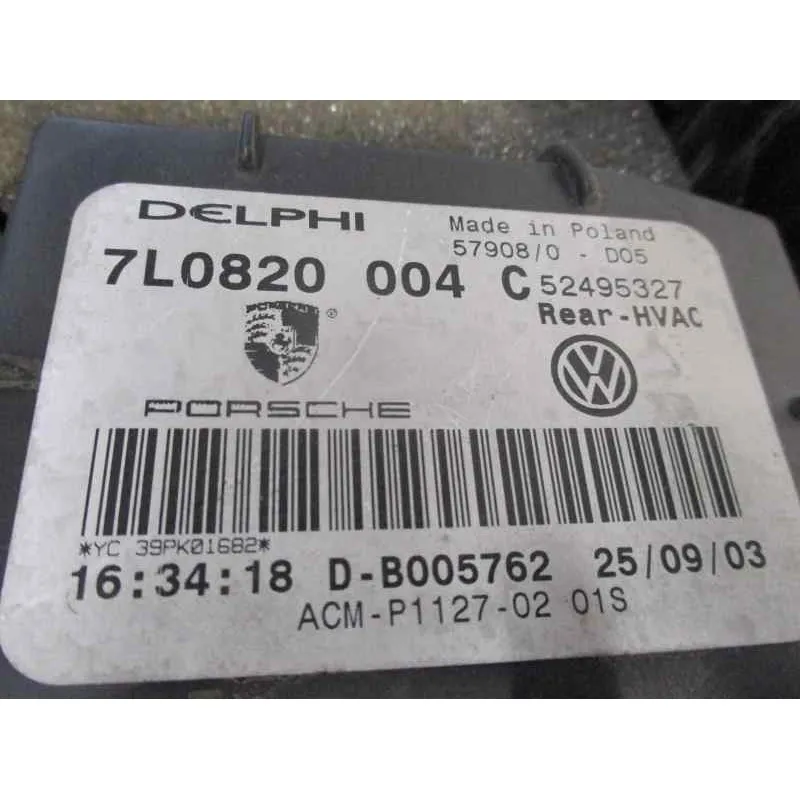 DELPHI
Made in Poland
57908/0 - D05
7L0820 004 C 52495327
Rear-HVAC
®
PORSCHE
VW
*YC 39PK01682*
16:34:18 D-B005762 25/09/03
ACM-P1127-02 01S